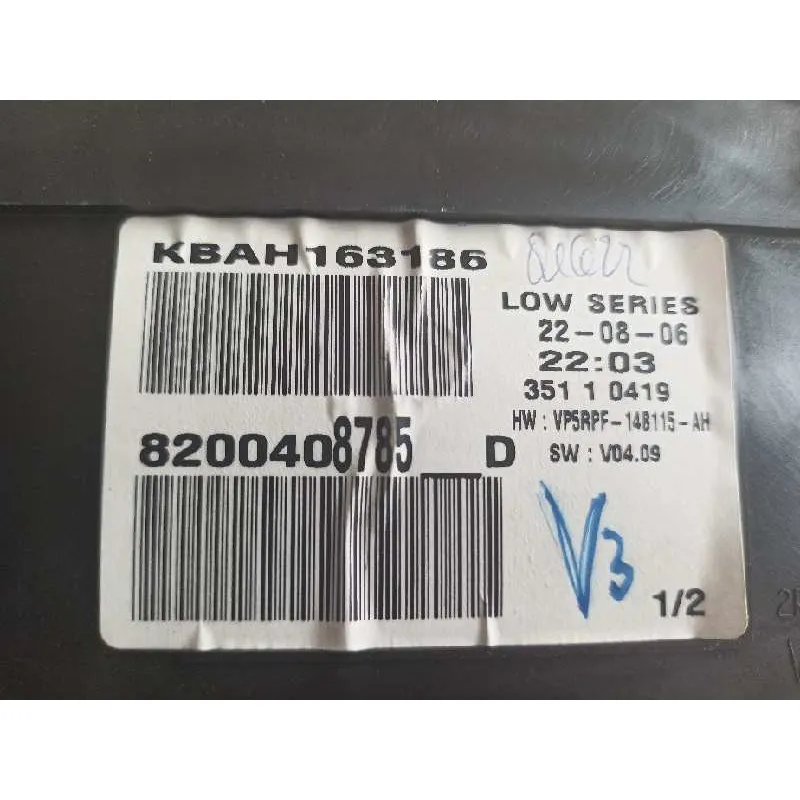 KBAH163186
LOW SERIES
22-08-06
22:03
351 1 0419
HW : VP5RPF-14B115-AH
8200408785__D
SW : V04.09
V3
1/2